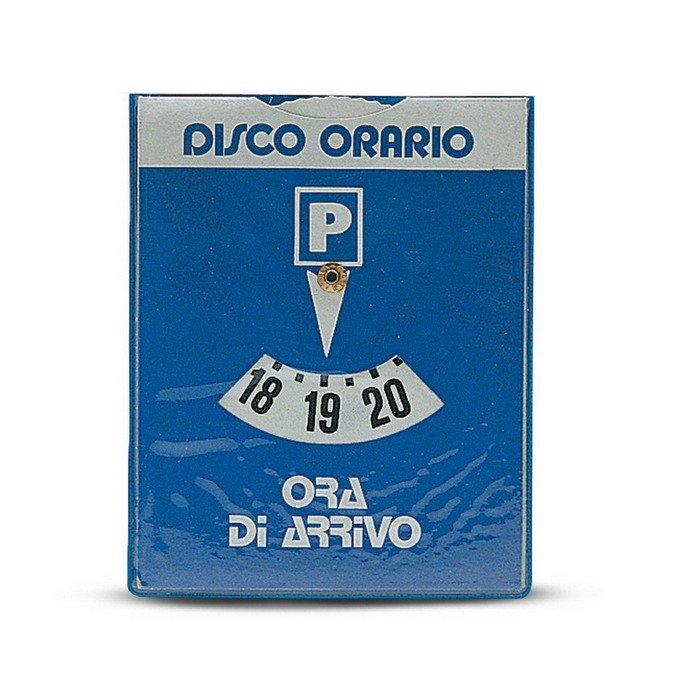 DISCO ORARIO
P
18 19 20
ORA
DI ARRIVO